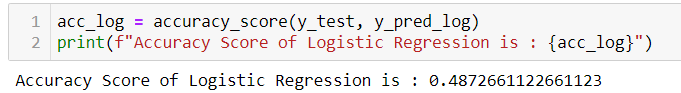 1 acc_log = accuracy_score(y_test, y_pred_log)
2 print(f"Accuracy Score of Logistic Regression is : {acc_log}")
Accuracy Score of Logistic Regression is : 0.4872661122661123